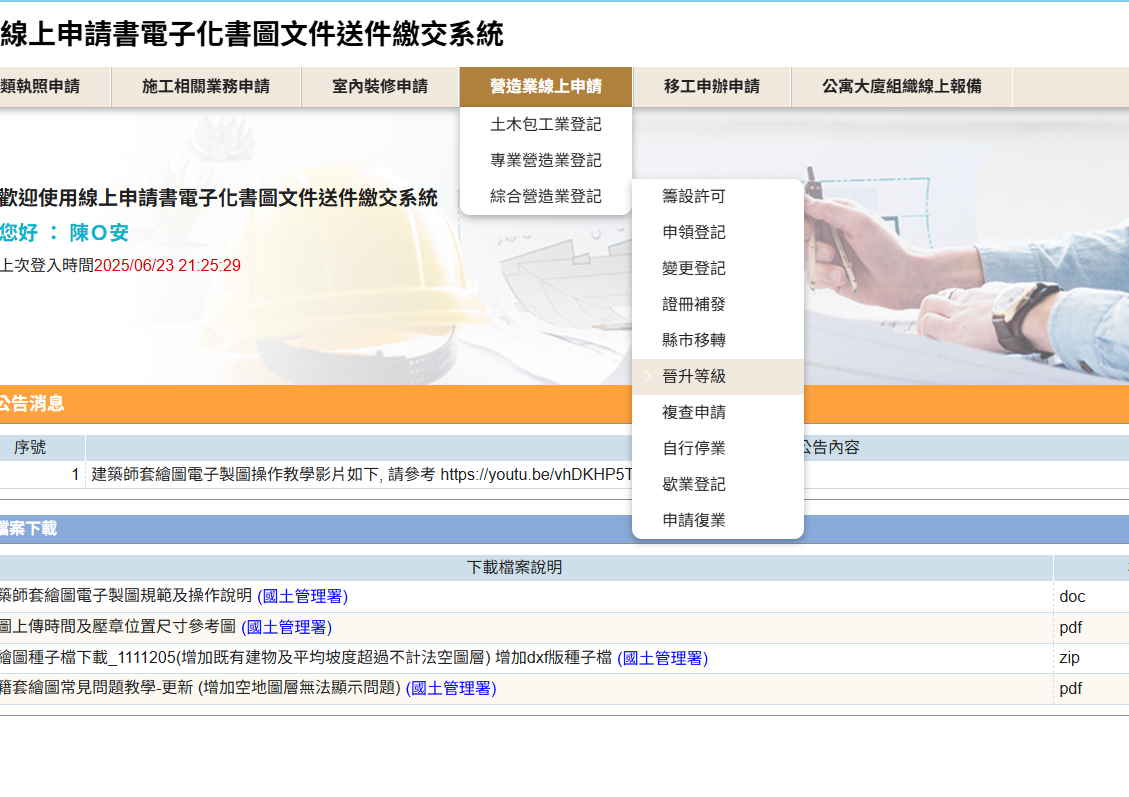 線上申請書電子化書圖文件送件繳交系統
類執照申請 施工相關業務申請 室內裝修申請 營造業線上申請 移工申辦申請 公寓大廈組織線上報備
土木包工業登記
專業營造業登記
綜合營造業登記
籌設許可
申領登記
變更登記
證冊補發
縣市移轉
晉升等級
複查申請
自行停業
歇業登記
申請復業
歡迎使用線上申請書電子化書圖文件送件繳交系統
您好 : 陳O安
上次登入時間2025/06/23 21:25:29
公告消息
序號 公告內容
1 建築師套繪圖電子製圖操作教學影片如下, 請參考 https://youtu.be/vhDKHP5T
檔案下載
下載檔案說明
築師套繪圖電子製圖規範及操作說明 (國土管理署) doc
圖上傳時間及壓章位置尺寸參考圖 (國土管理署) pdf
繪圖種子檔下載_1111205(增加既有建物及平均坡度超過不計法空圖層) 增加dxf版種子檔 (國土管理署) zip
籍套繪圖常見問題教學-更新 (增加空地圖層無法顯示問題) (國土管理署) pdf